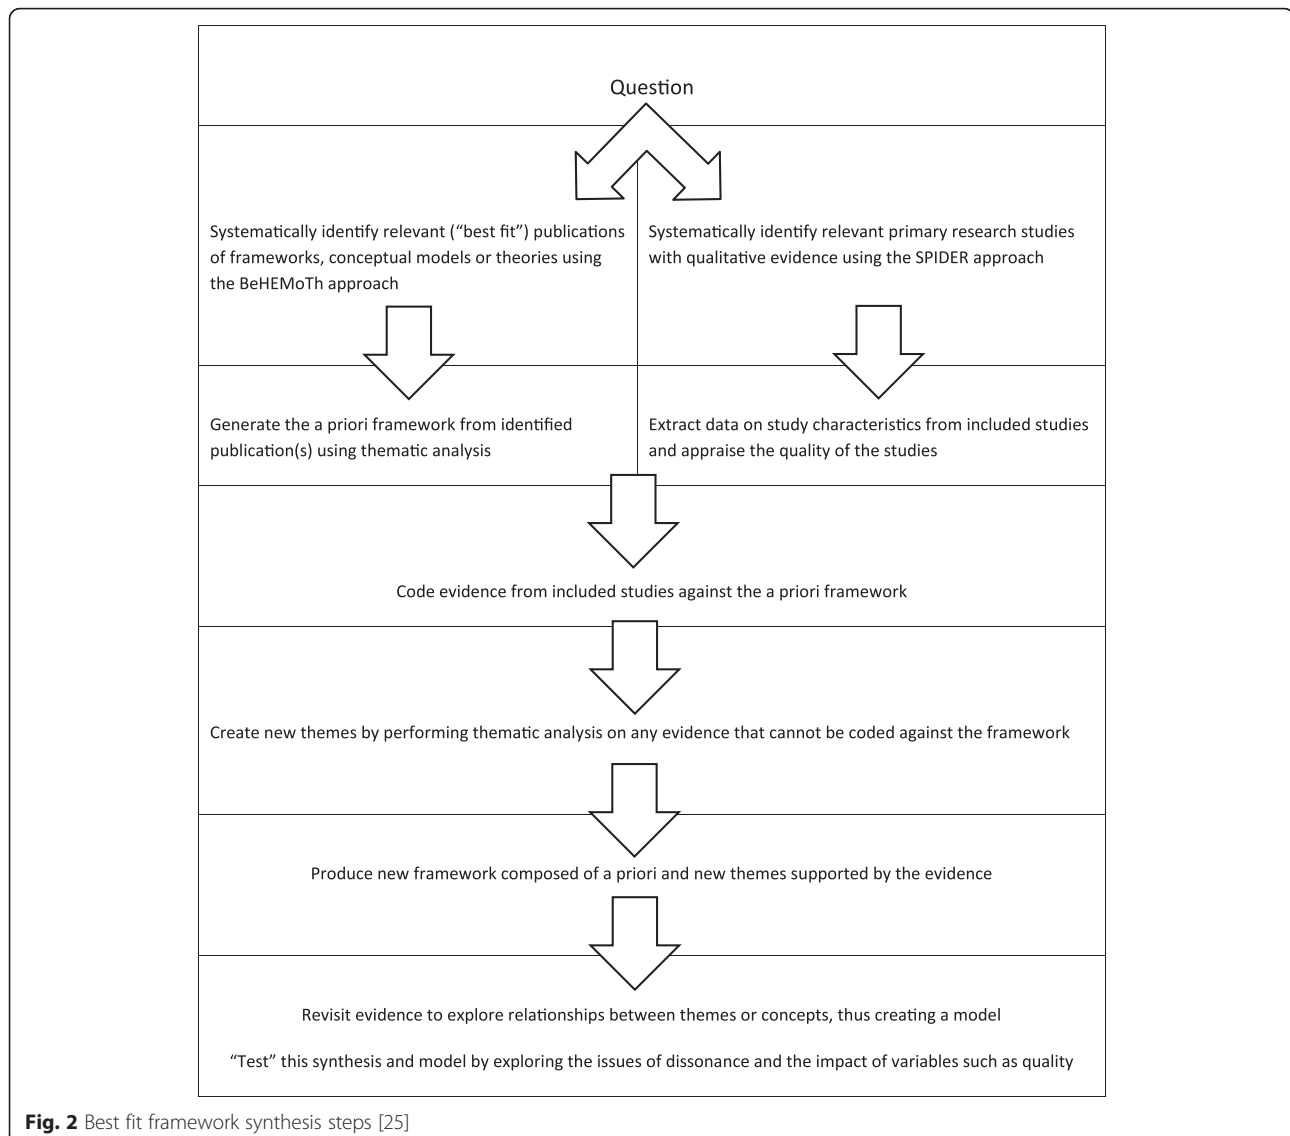 Question
Systematically identify relevant (“best fit”) publications
of frameworks, conceptual models or theories using
the BeHEMoTh approach
Systematically identify relevant primary research studies
with qualitative evidence using the SPIDER approach
Generate the a priori framework from identified
publication(s) using thematic analysis
Extract data on study characteristics from included studies
and appraise the quality of the studies
Code evidence from included studies against the a priori framework
Create new themes by performing thematic analysis on any evidence that cannot be coded against the framework
Produce new framework composed of a priori and new themes supported by the evidence
Revisit evidence to explore relationships between themes or concepts, thus creating a model
“Test” this synthesis and model by exploring the issues of dissonance and the impact of variables such as quality
Fig. 2 Best fit framework synthesis steps [25]